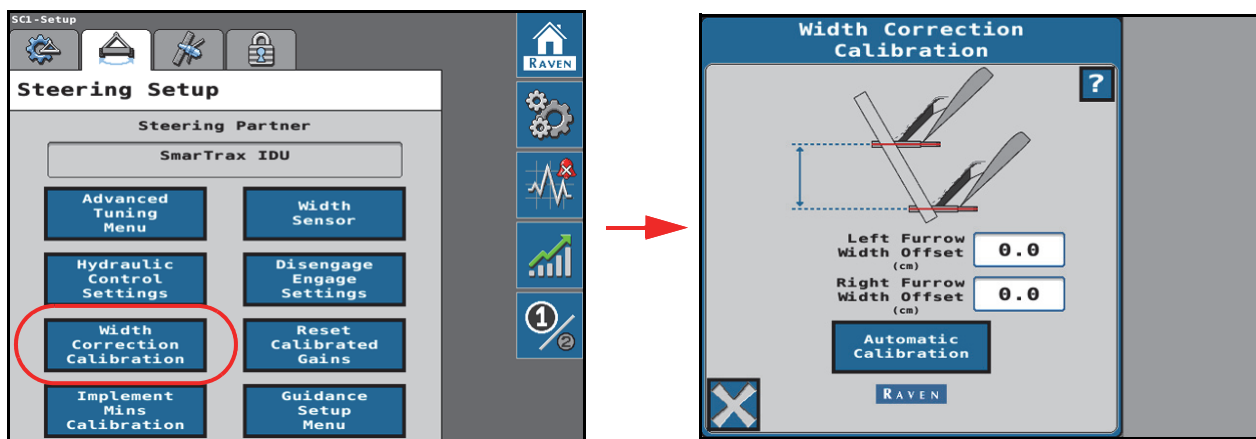 SC1-Setup
Steering Setup
Steering Partner
SmarTrax IDU
Advanced
Tuning
Menu
Width
Sensor
Hydraulic
Control
Settings
Disengage
Engage
Settings
Width
Correction
Calibration
Reset
Calibrated
Gains
Implement
Mins
Calibration
Guidance
Setup
Menu
RAVEN
1/2
Width Correction
Calibration
?
Left Furrow
Width Offset
(cm)
0.0
Right Furrow
Width Offset
(cm)
0.0
Automatic
Calibration
RAVEN